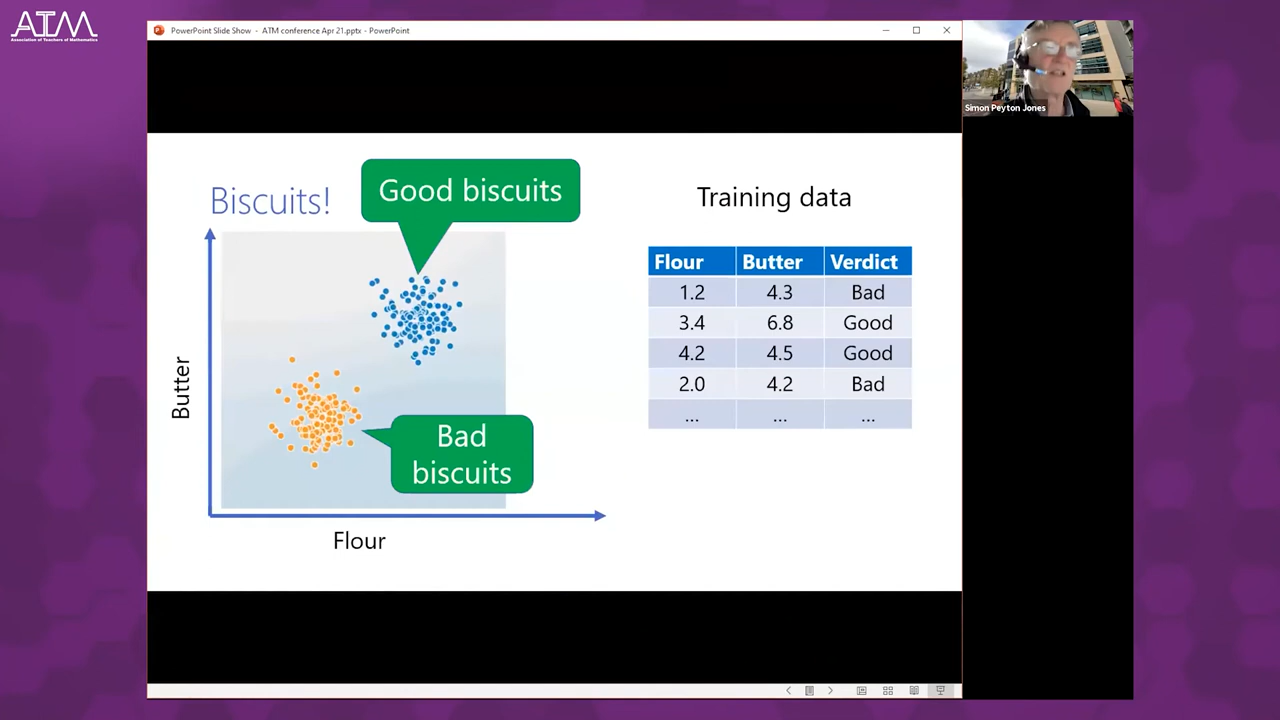 ATM
Association of Teachers of Mathematics
PowerPoint Slide Show - ATM conference Apr 21.pptx - PowerPoint
Simon Peyton Jones
Biscuits!
Good biscuits
Training data
Flour Butter Verdict
1.2 4.3 Bad
3.4 6.8 Good
4.2 4.5 Good
2.0 4.2 Bad
... ... ...
Butter
Bad
biscuits
Flour